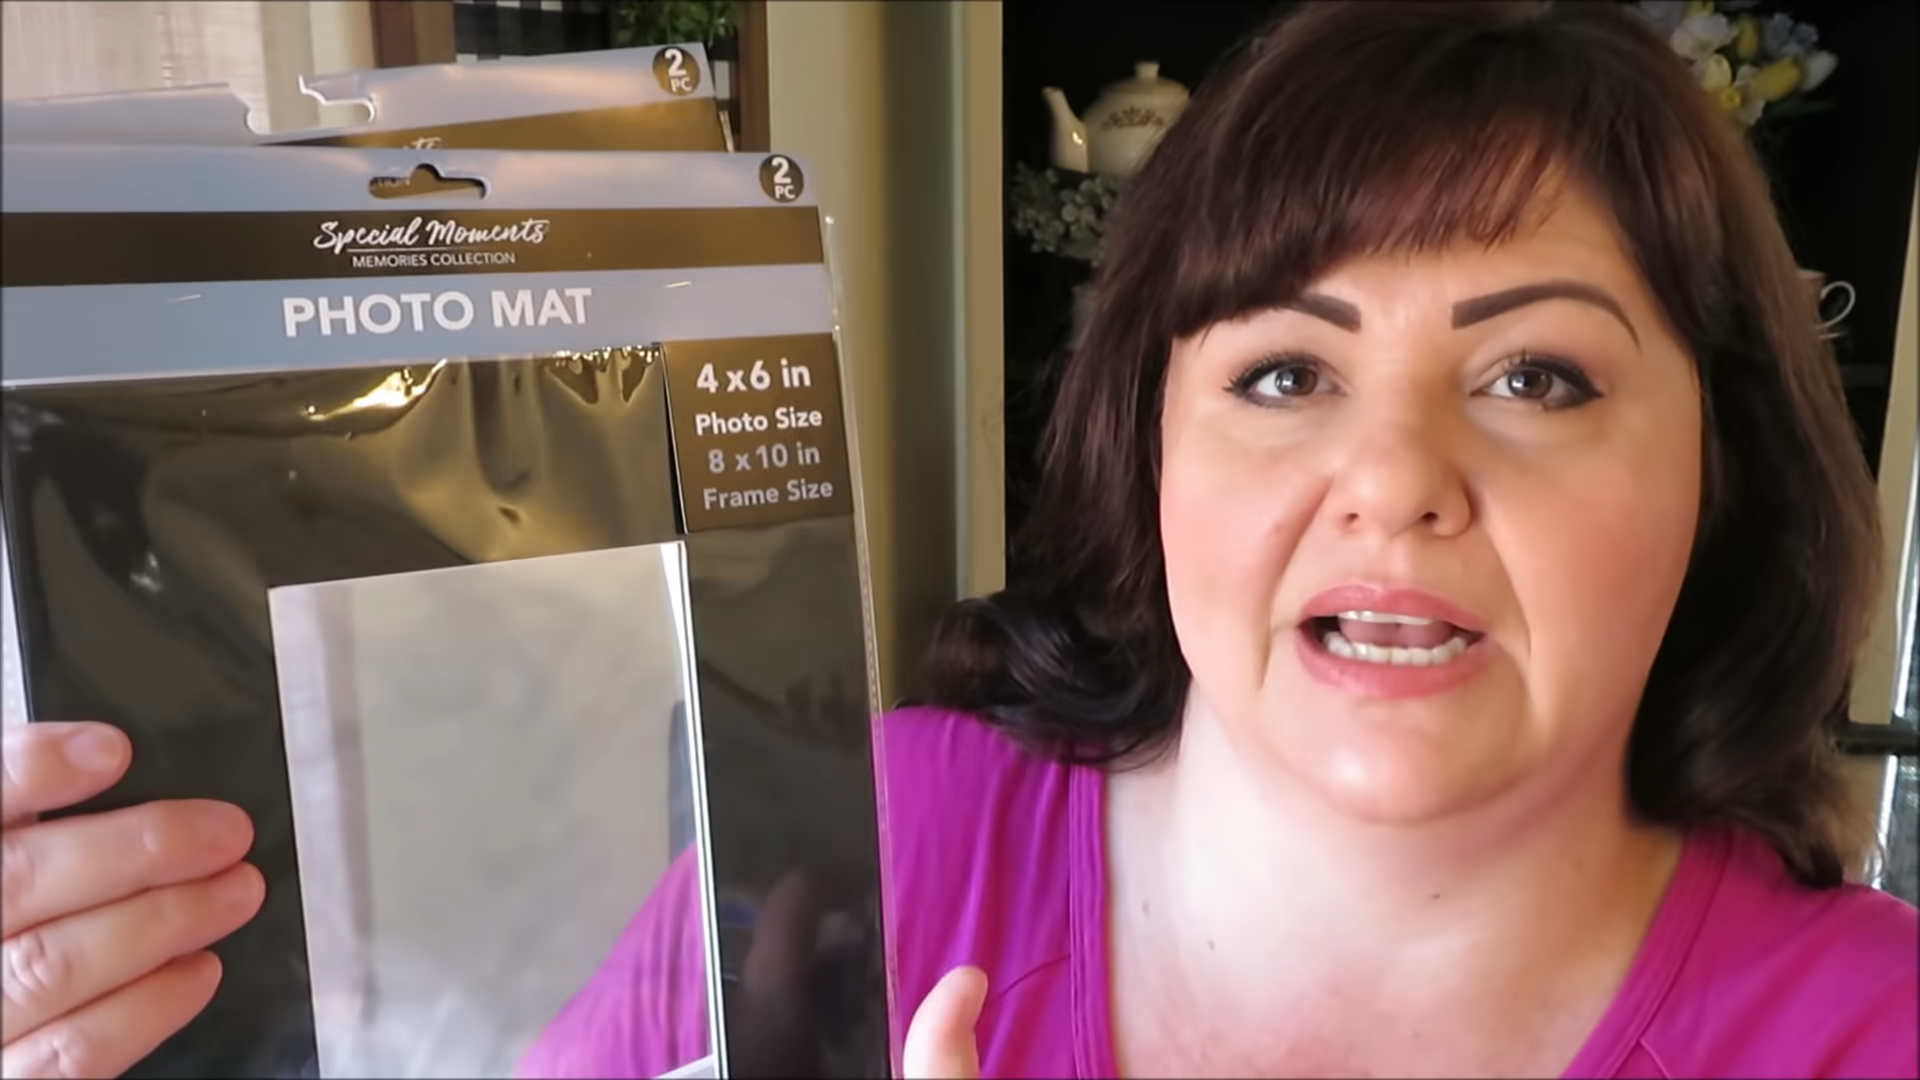 2
PC
2
PC
Special Moments
MEMORIES COLLECTION
PHOTO MAT
4 x 6 in
Photo Size
8 x 10 in
Frame Size